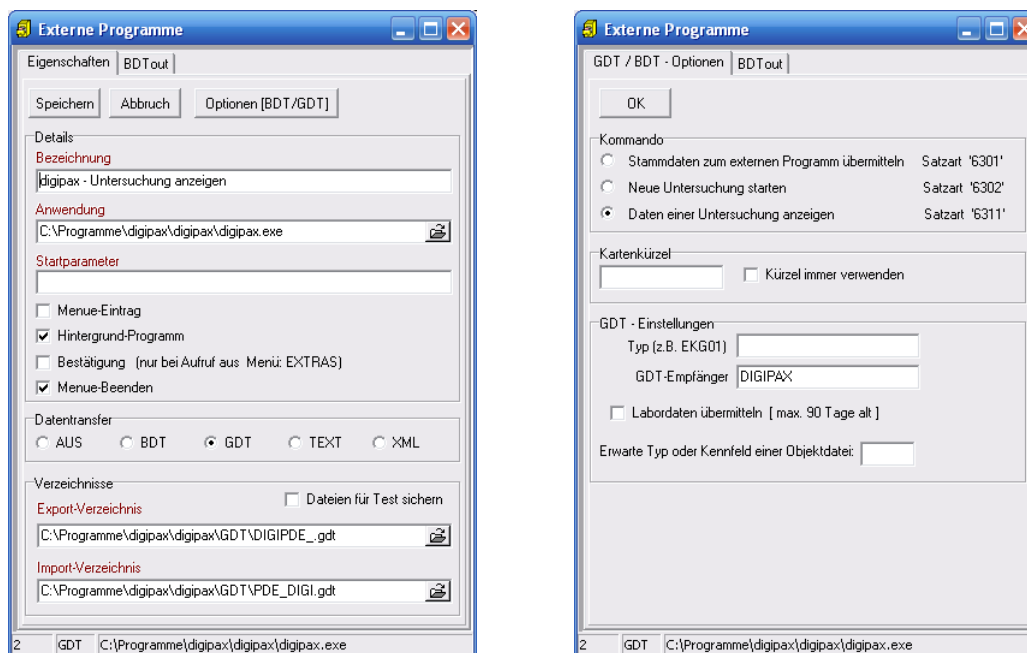 Externe Programme
Eigenschaften BDTout
Speichern Abbruch Optionen [BDT/GDT]
Details
Bezeichnung
digipax - Untersuchung anzeigen
Anwendung
C:\Programme\digipax\digipax\digipax.exe
Startparameter
Menue-Eintrag
Hintergrund-Programm
Bestätigung (nur bei Aufruf aus Menü: EXTRAS)
Menue-Beenden
Datentransfer
AUS BDT GDT TEXT XML
Verzeichnisse
Dateien für Test sichern
Export-Verzeichnis
C:\Programme\digipax\digipax\GDT\DIGIPDE_.gdt
Import-Verzeichnis
C:\Programme\digipax\digipax\GDT\PDE_DIGI.gdt
2 GDT C:\Programme\digipax\digipax\digipax.exe
Externe Programme
GDT / BDT - Optionen BDTout
OK
Kommando
Stammdaten zum externen Programm übermitteln Satzart '6301'
Neue Untersuchung starten Satzart '6302'
Daten einer Untersuchung anzeigen Satzart '6311'
Kartenkürzel
Kürzel immer verwenden
GDT - Einstellungen
Typ (z.B. EKG01)
GDT-Empfänger DIGIPAX
Labordaten übermitteln [ max. 90 Tage alt ]
Erwarte Typ oder Kennfeld einer Objektdatei:
2 GDT C:\Programme\digipax\digipax\digipax.exe